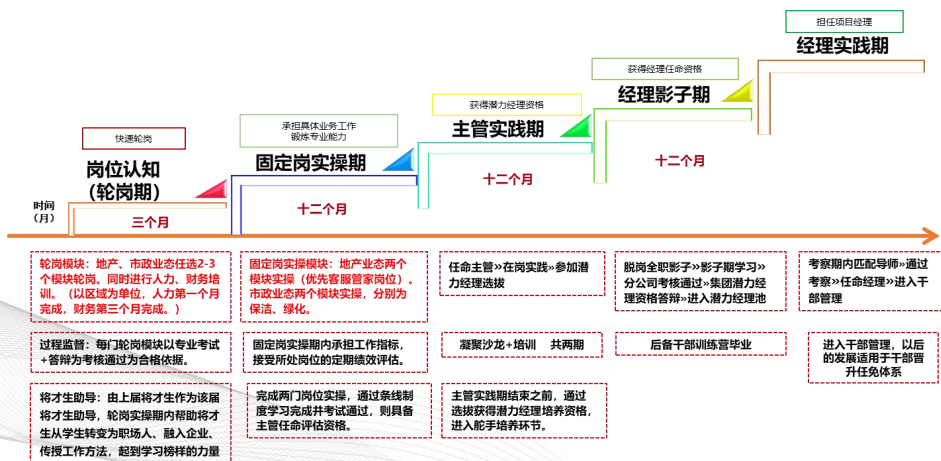 担任项目经理
经理实践期
获得经理任命资格
经理影子期
获得潜力经理资格
主管实践期
承担具体业务工作
锻炼专业能力
固定岗实操期
快速轮岗
岗位认知
（轮岗期）
时间
（月）
三个月
十二个月
十二个月
十二个月
轮岗模块：地产、市政业态任选2-3
个模块轮岗。同时进行人力、财务培
训。（以区域为单位，人力第一个月
完成，财务第三个月完成。）
固定岗实操模块：地产业态两个
模块实操（优先客服管家岗位）。
市政业态两个模块实操，分别为
保洁、绿化。
任命主管»在岗实践»参加潜
力经理选拔
脱岗全职影子»影子期学习»
分公司考核通过»集团潜力经
理资格答辩»进入潜力经理池
考察期内匹配导师»通过
考察»任命经理»进入干
部管理
过程监督：每门轮岗模块以专业考试
+答辩为考核通过为合格依据。
固定岗实操期内承担工作指标，
接受所处岗位的定期绩效评估。
凝聚沙龙+培训 共两期
后备干部训练营毕业
进入干部管理，以后
的发展适用于干部晋
升任免体系
将才生助导：由上届将才生作为该届
将才生助导，轮岗实操期内帮助将才
生从学生转变为职场人、融入企业、
传授工作方法，起到学习榜样的力量
完成两门岗位实操，通过条线制
度学习完成并考试通过，则具备
主管任命评估资格。
主管实践期结束之前，通过
选拔获得潜力经理培养资格，
进入舵手培养环节。